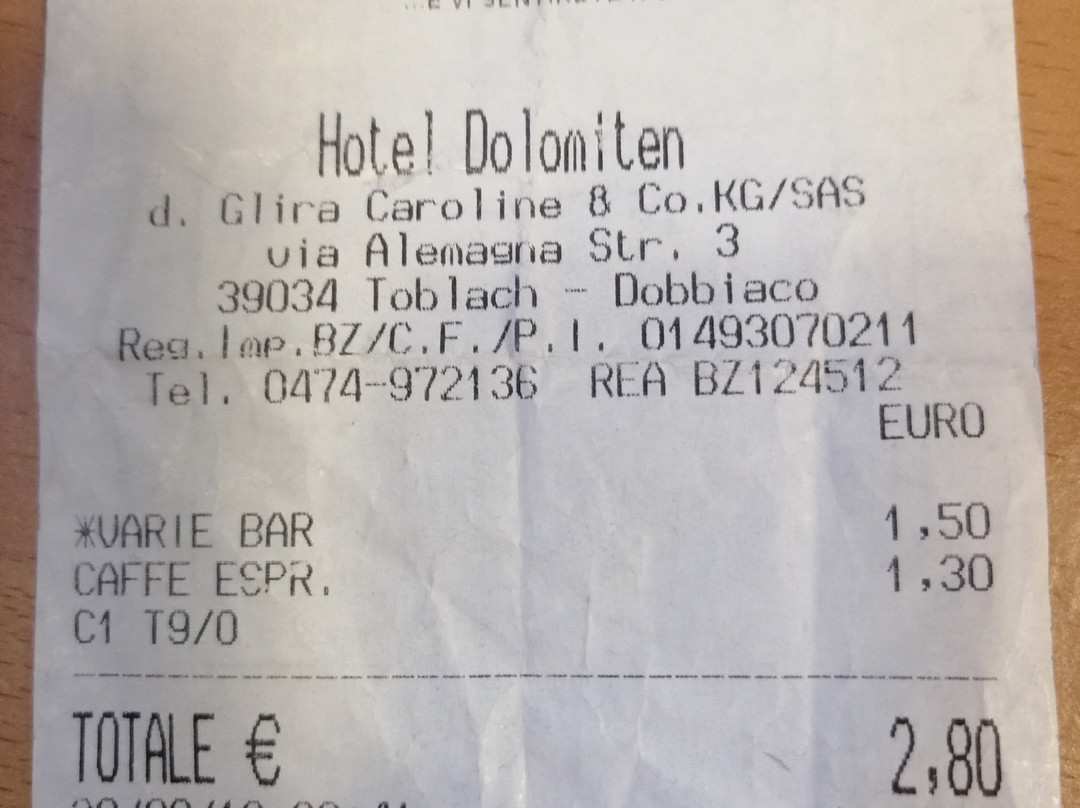 Hotel Dolomiten
d. Glira Caroline & Co.KG/SAS
via Alemagna Str. 3
39034 Toblach - Dobbiaco
Reg.Imp.BZ/C.F./P.I. 01493070211
Tel. 0474-972136 REA BZ124512
EURO
*VARIE BAR 1,50
CAFFE ESPR. 1,30
C1 T9/0
TOTALE € 2,80